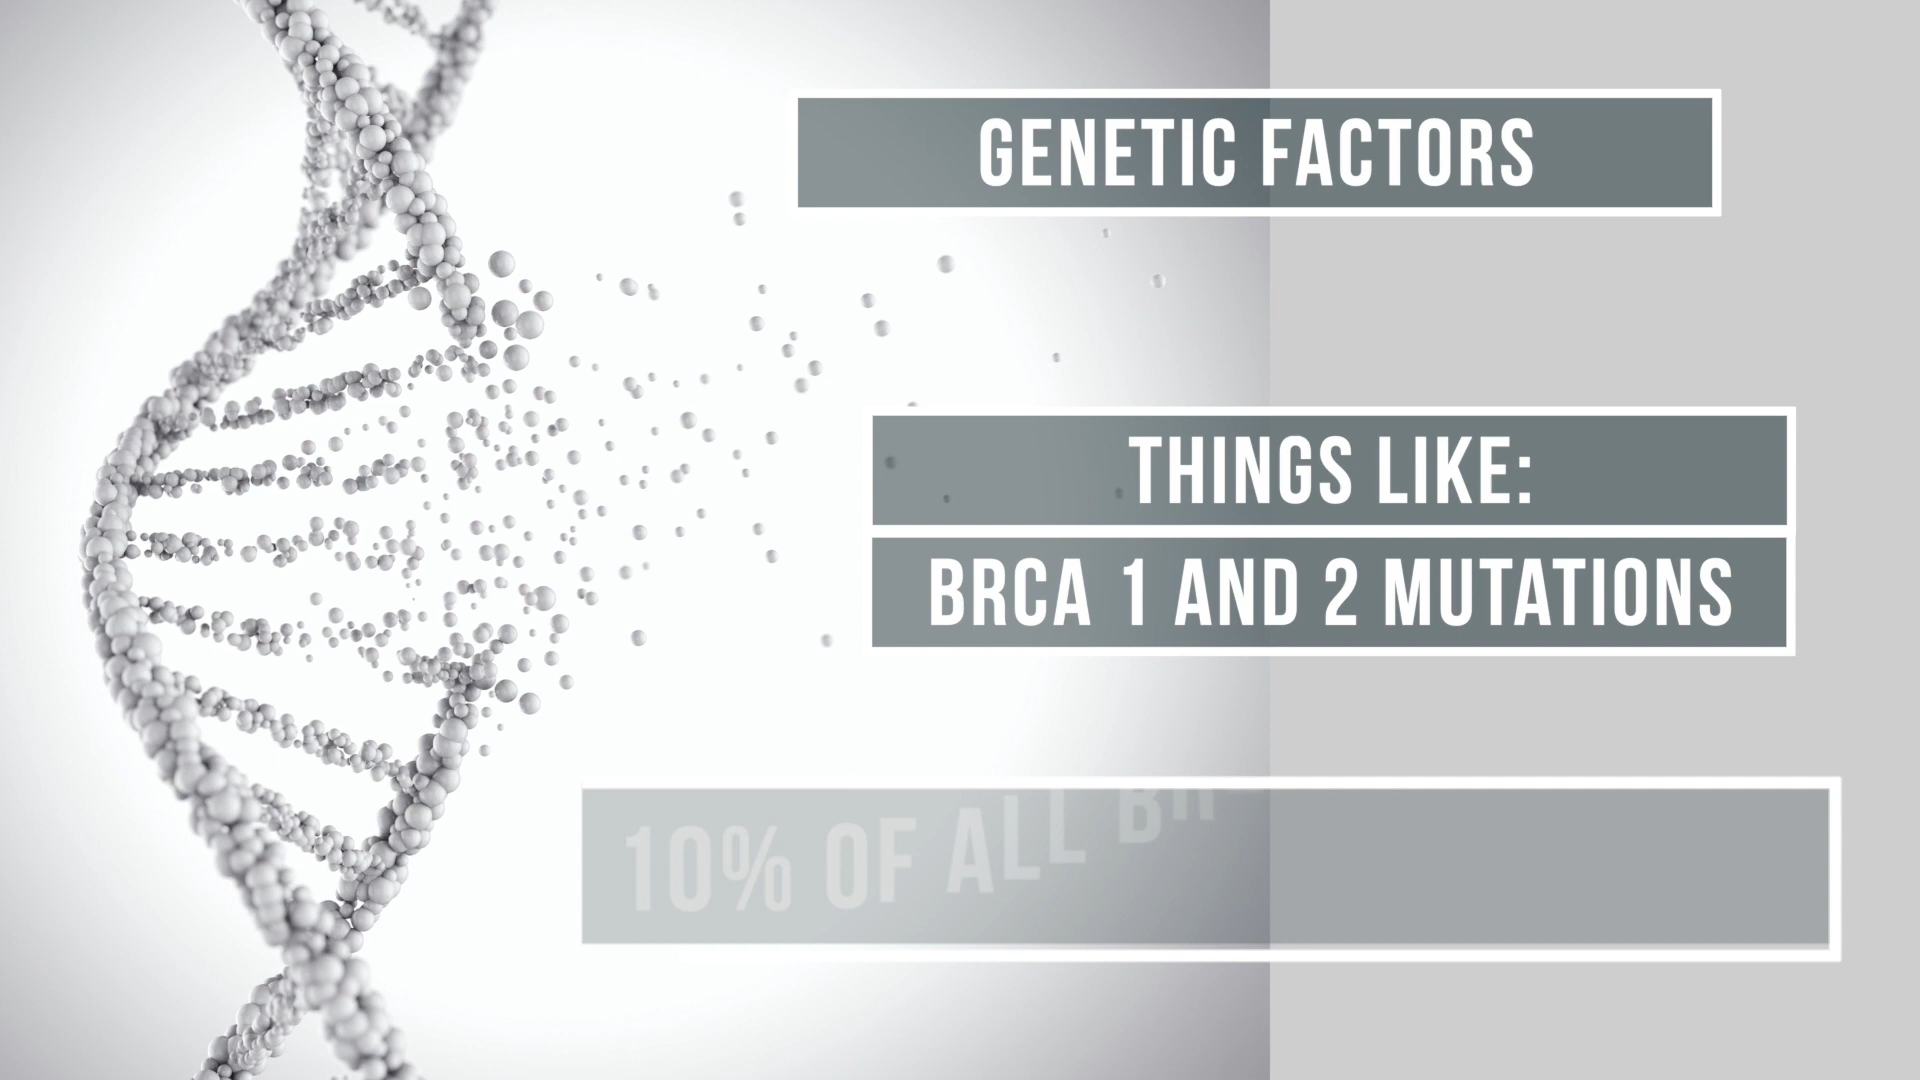 GENETIC FACTORS
THINGS LIKE:
BRCA 1 AND 2 MUTATIONS
10% OF ALL